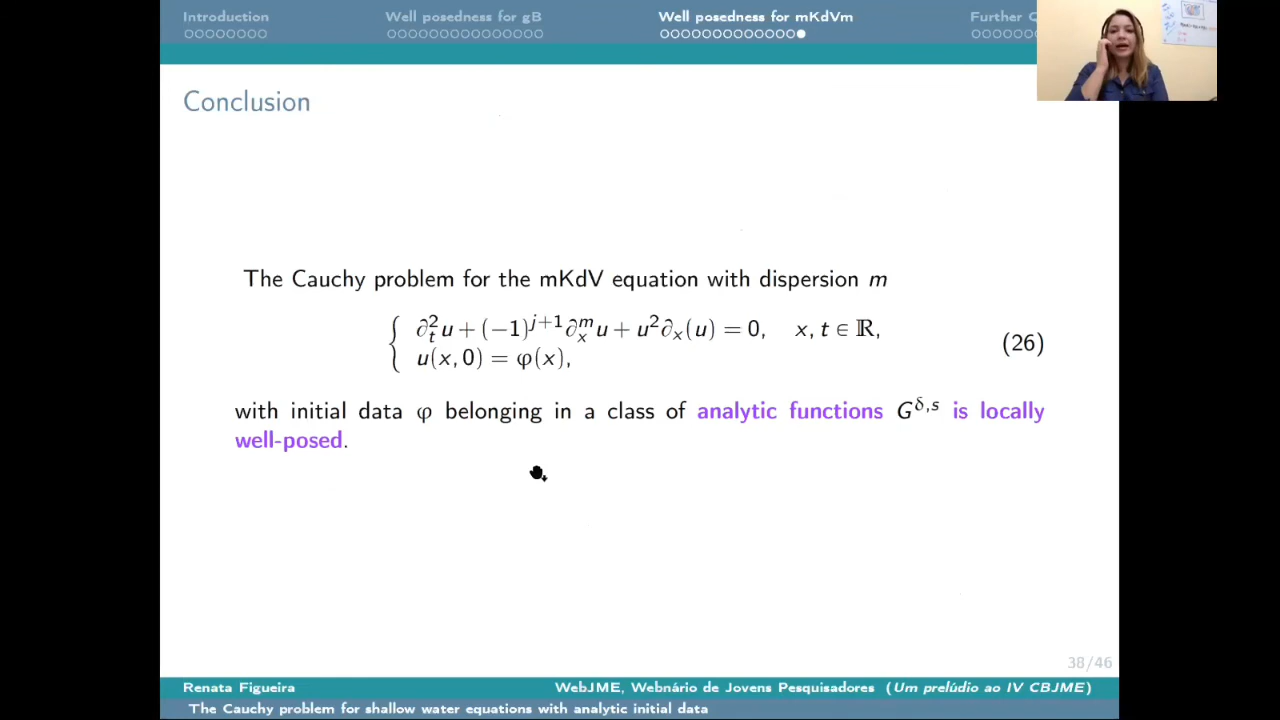 Introduction
Well posedness for gB
Well posedness for mKdVm
Further
Conclusion
The Cauchy problem for the mKdV equation with dispersion m
∂ₜ²u + (−1)ʲ⁺¹∂ₓᵐu + u²∂ₓ(u) = 0, x, t ∈ ℝ,
u(x, 0) = φ(x),
(26)
with initial data φ belonging in a class of analytic functions G^{δ,s} is locally
well-posed.
38/46
Renata Figueira
WebJME, Webnário de Jovens Pesquisadores (Um prelúdio ao IV CBJME)
The Cauchy problem for shallow water equations with analytic initial data